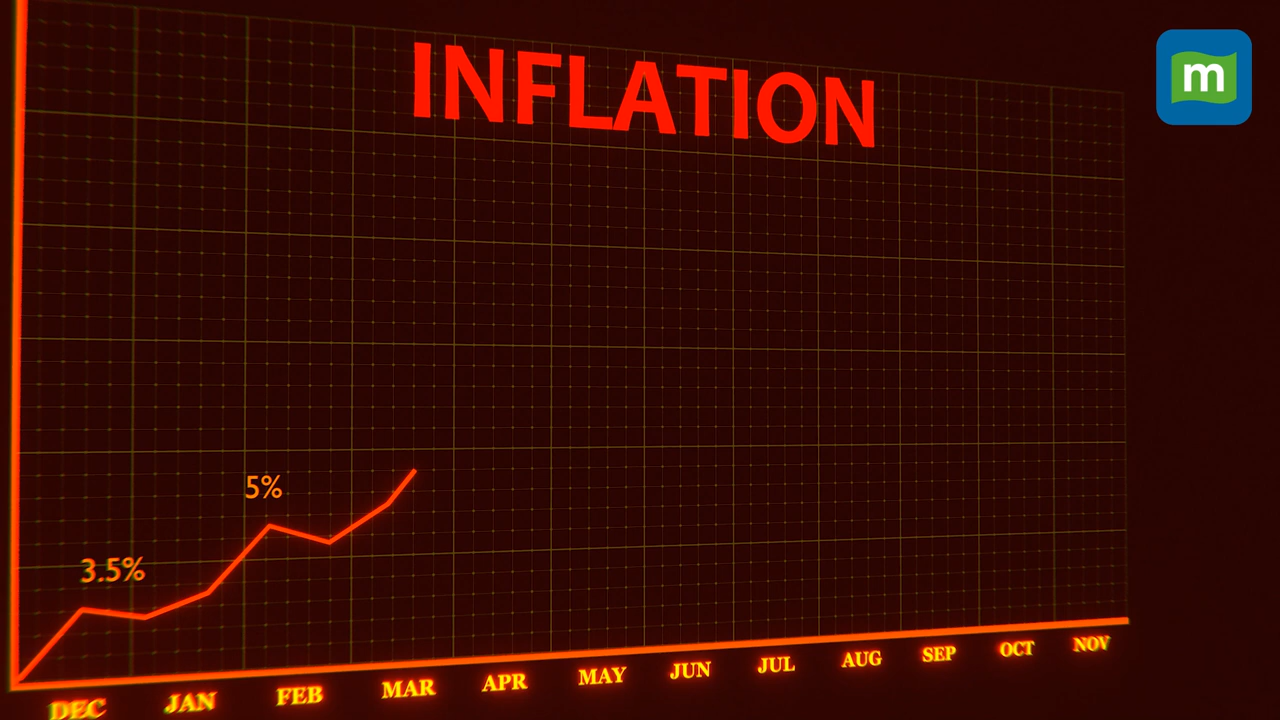 INFLATION
m
5%
3.5%
DEC JAN FEB MAR APR MAY JUN JUL AUG SEP OCT NOV